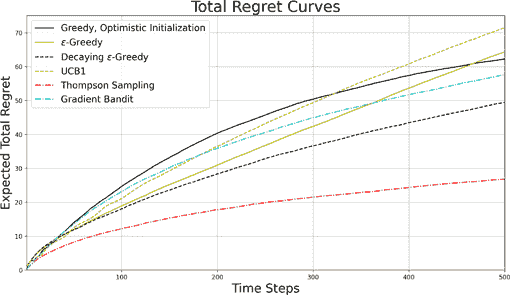 Total Regret Curves
Expected Total Regret
70
60
50
40
30
20
10
0
Greedy, Optimistic Initialization
ε-Greedy
Decaying ε-Greedy
UCB1
Thompson Sampling
Gradient Bandit
100
200
300
400
500
Time Steps